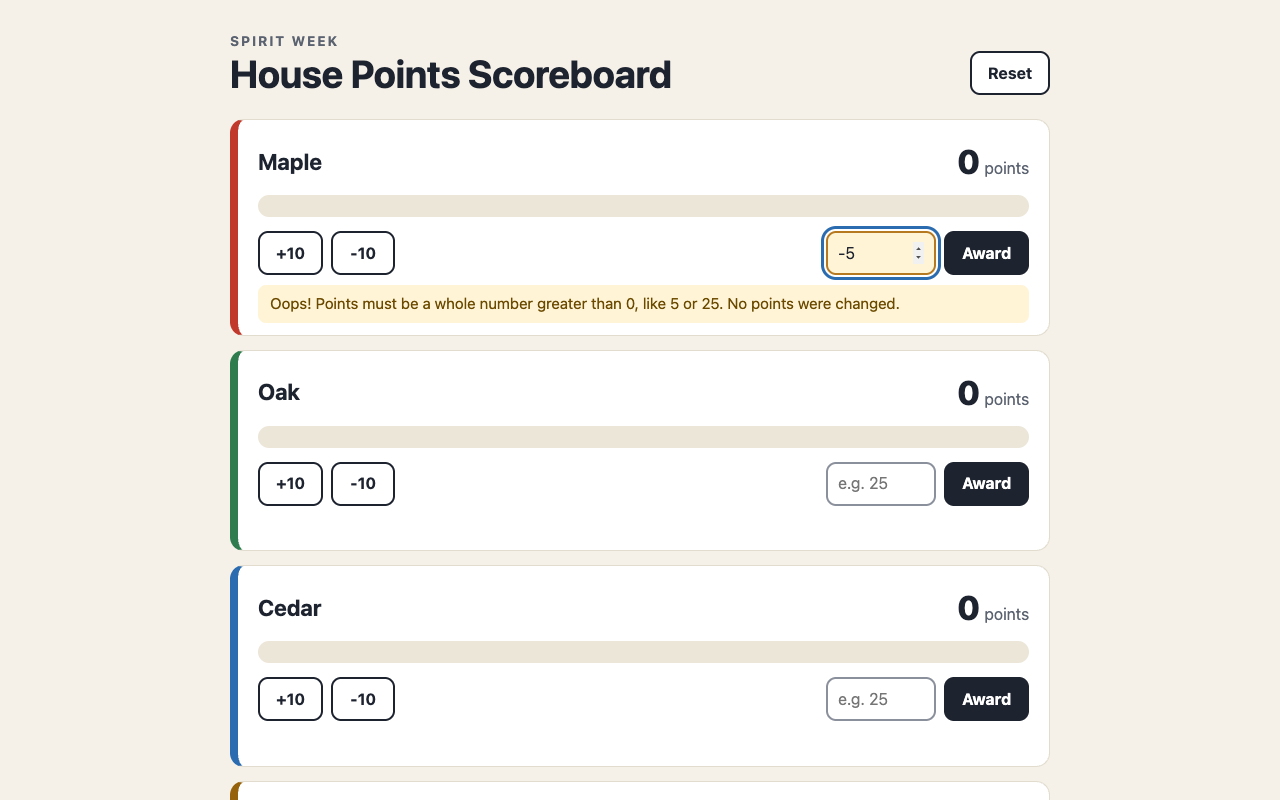 SPIRIT WEEK
House Points Scoreboard
Reset
Maple
0 points
+10
-10
-5
Award
Oops! Points must be a whole number greater than 0, like 5 or 25. No points were changed.
Oak
0 points
+10
-10
e.g. 25
Award
Cedar
0 points
+10
-10
e.g. 25
Award